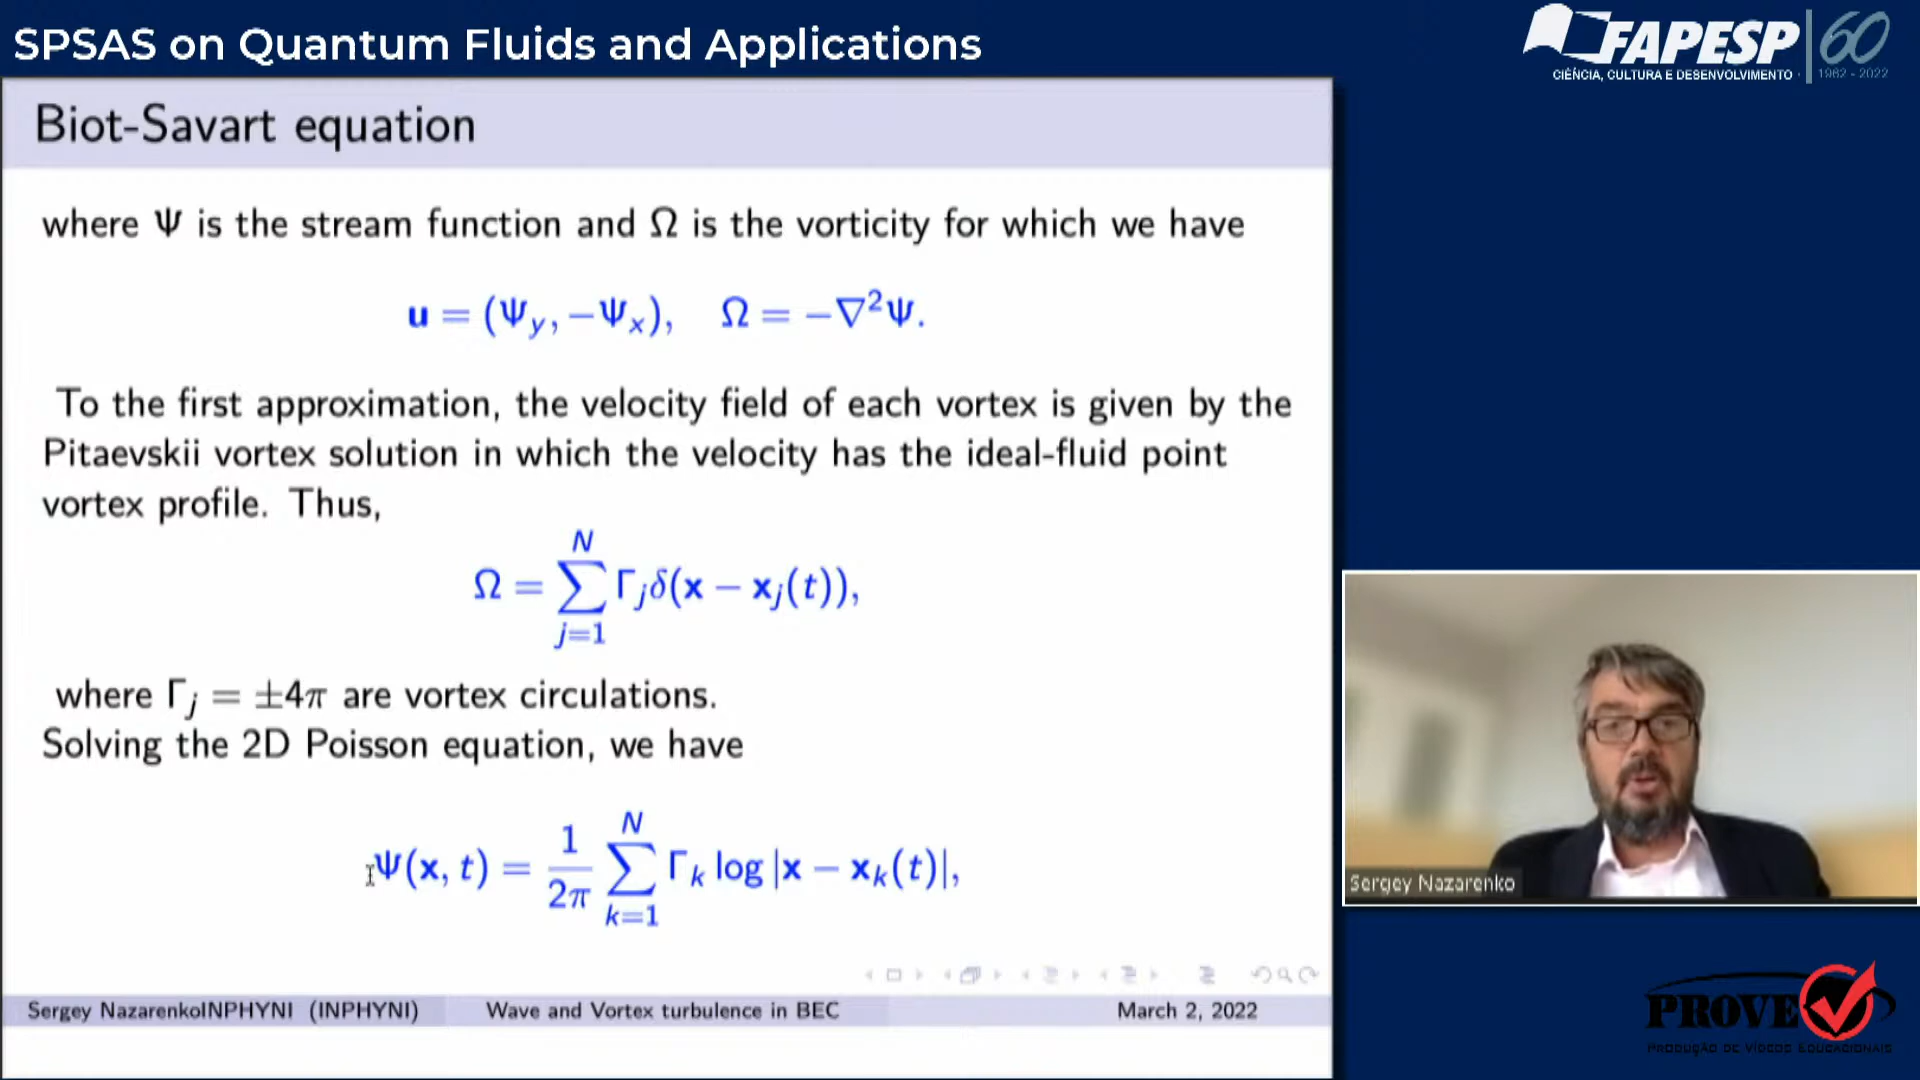 SPSAS on Quantum Fluids and Applications
FAPESP 60
CIÊNCIA, CULTURA E DESENVOLVIMENTO
1962 - 2022
Biot-Savart equation
where Ψ is the stream function and Ω is the vorticity for which we have
u = (Ψ_y, −Ψ_x), Ω = −∇²Ψ.
To the first approximation, the velocity field of each vortex is given by the
Pitaevskii vortex solution in which the velocity has the ideal-fluid point
vortex profile. Thus,
Ω = ∑_{j=1}^{N} Γ_j δ(x − x_j(t)),
where Γ_j = ±4π are vortex circulations.
Solving the 2D Poisson equation, we have
Ψ(x, t) = \frac{1}{2π} ∑_{k=1}^{N} Γ_k log |x − x_k(t)|,
Sergey NazarenkoINPHYNI (INPHYNI) Wave and Vortex turbulence in BEC March 2, 2022
Sergey Nazarenko
PROVE
PRODUÇÃO DE VÍDEOS EDUCACIONAIS